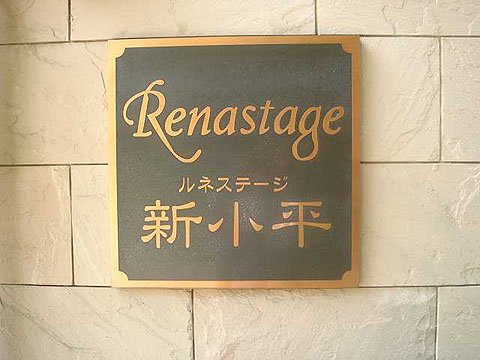 Renastage
ルネステージ
新小平